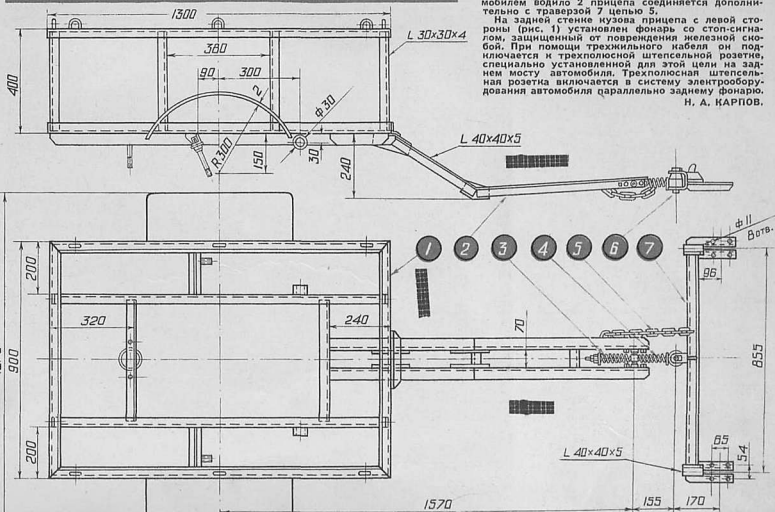 мобилем водило 2 прицепа соединяется дополни-
тельно с траверзой 7 цепью 5.
На задней стенке кузова прицепа с левой сто-
роны (рис. 1) установлен фонарь со стоп-сигна-
лом, защищенный от повреждения железной ско-
бой. При помощи трехжильного кабеля он под-
ключается к трехполюсной штепсельной розетке,
специально установленной для этой цели на зад-
нем мосту автомобиля. Трехполюсная штепсель-
ная розетка включается в систему электрообору-
дования автомобиля параллельно заднему фонарю.
Н. А. КАРПОВ.
1300
400
380
90
300
2
ф 30
R 300
150
30
240
L 30×30×4
L 40×40×5
1 2 3 4 5 6 7
ф 11
8 отв.
96
200
320
240
70
900
855
200
65
54
L 40×40×5
1570
155
170